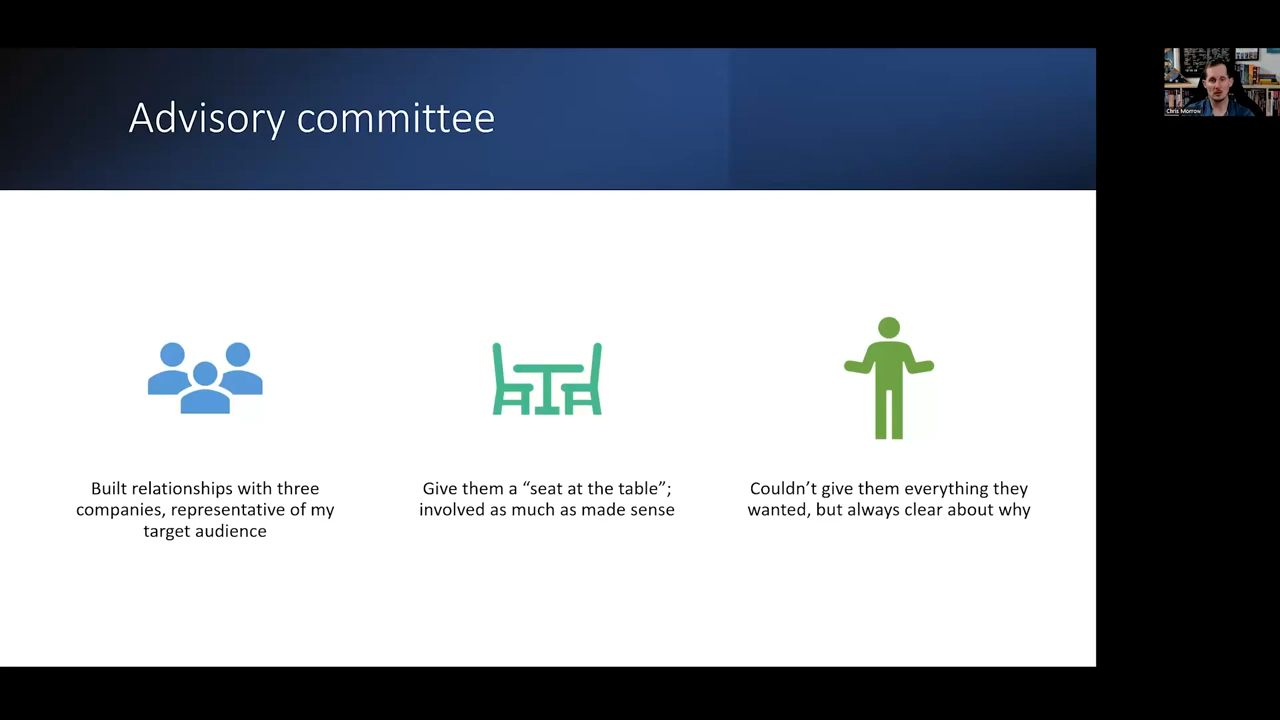 Advisory committee
Chris Morrow
Built relationships with three
companies, representative of my
target audience
Give them a “seat at the table”;
involved as much as made sense
Couldn’t give them everything they
wanted, but always clear about why